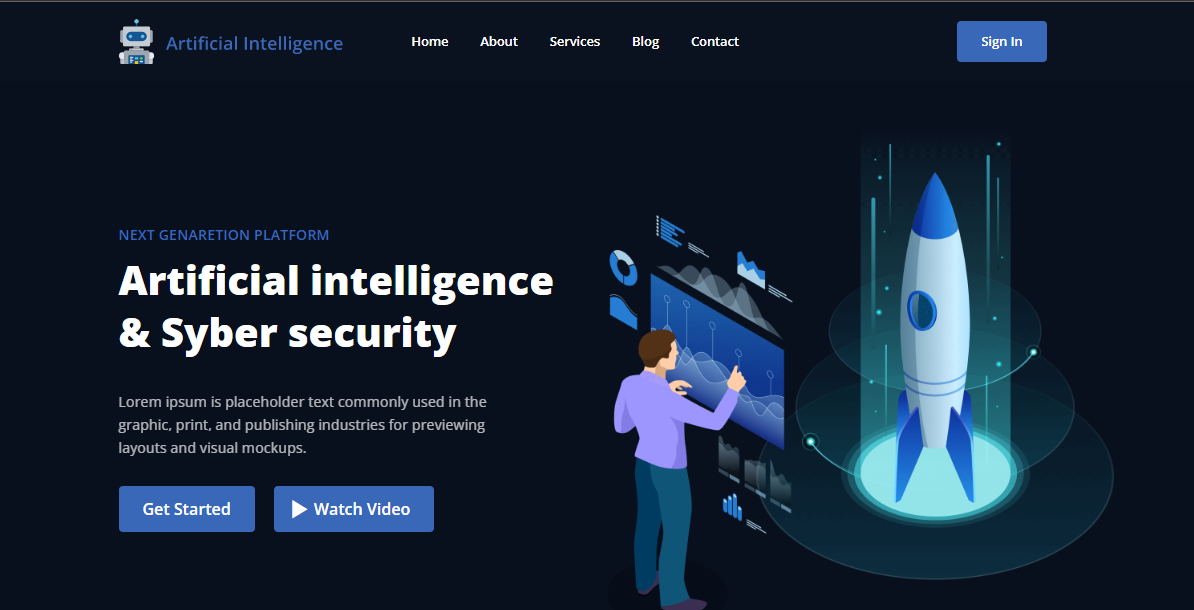 Artificial Intelligence
Home
About
Services
Blog
Contact
Sign In
NEXT GENARETION PLATFORM
Artificial intelligence
& Syber security
Lorem ipsum is placeholder text commonly used in the
graphic, print, and publishing industries for previewing
layouts and visual mockups.
Get Started
Watch Video